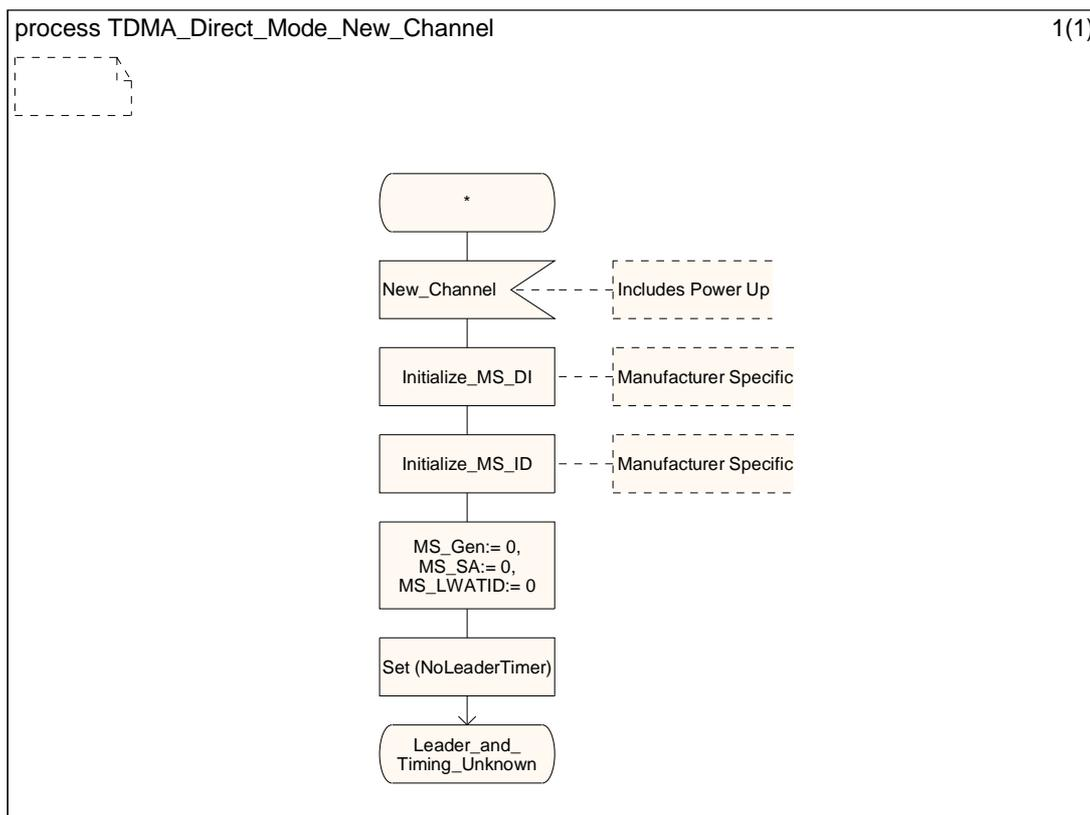 process TDMA_Direct_Mode_New_Channel 1(1)
*
New_Channel
Includes Power Up
Initialize_MS_DI
Manufacturer Specific
Initialize_MS_ID
Manufacturer Specific
MS_Gen:= 0,
MS_SA:= 0,
MS_LWATID:= 0
Set (NoLeaderTimer)
Leader_and_
Timing_Unknown